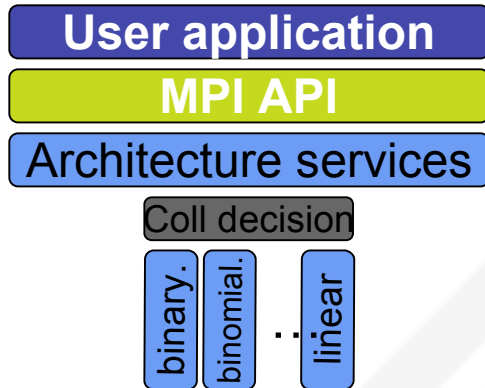 User application
MPI API
Architecture services
Coll decision
binary.
binomial.
...
linear